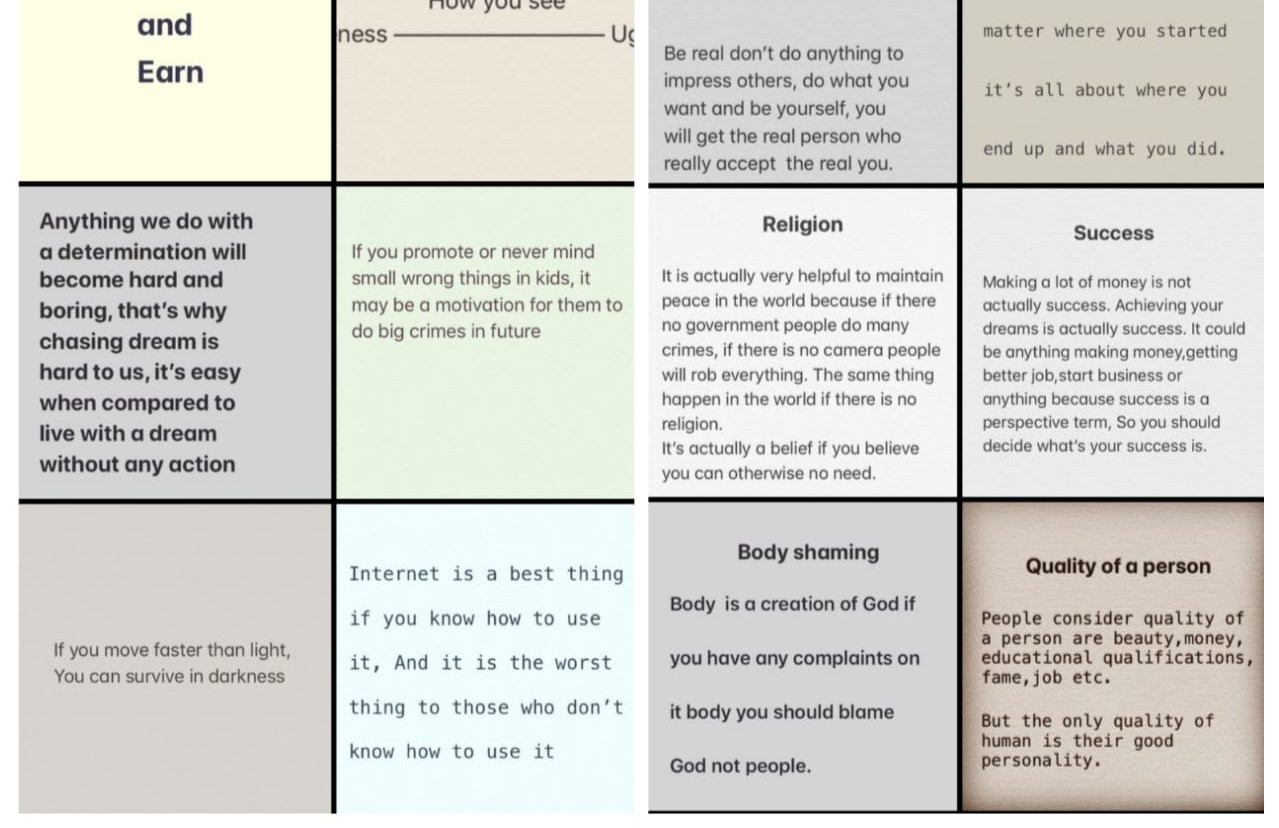 and
Earn
How you see
ness
Anything we do with
a determination will
become hard and
boring, that's why
chasing dream is
hard to us, it's easy
when compared to
live with a dream
without any action
If you promote or never mind
small wrong things in kids, it
may be a motivation for them to
do big crimes in future
If you move faster than light,
You can survive in darkness
Internet is a best thing
if you know how to use
it, And it is the worst
thing to those who don't
know how to use it
Be real don't do anything to
impress others, do what you
want and be yourself, you
will get the real person who
really accept the real you.
matter where you started
it's all about where you
end up and what you did.
Religion
It is actually very helpful to maintain
peace in the world because if there
no government people do many
crimes, if there is no camera people
will rob everything. The same thing
happen in the world if there is no
religion.
It's actually a belief if you believe
you can otherwise no need.
Success
Making a lot of money is not
actually success. Achieving your
dreams is actually success. It could
be anything making money,getting
better job,start business or
anything because success is a
perspective term, So you should
decide what's your success is.
Body shaming
Body is a creation of God if
you have any complaints on
it body you should blame
God not people.
Quality of a person
People consider quality of
a person are beauty,money,
educational qualifications,
fame,job etc.
But the only quality of
human is their good
personality.